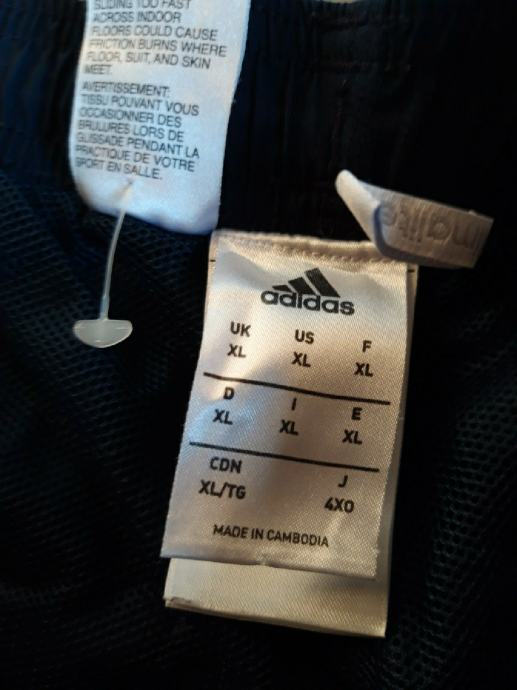 SLIDING TOO FAST
ACROSS INDOOR
FLOORS COULD CAUSE
FRICTION BURNS WHERE
FLOOR, SUIT, AND SKIN
MEET.
AVERTISSEMENT:
TISSU POUVANT VOUS
OCCASIONNER DES
BRULURES LORS DE
GLISSADE PENDANT LA
PRACTIQUE DE VOTRE
SPORT EN SALLE.
adidas
UK US F
XL XL XL
D I E
XL XL XL
CDN J
XL/TG 4XO
MADE IN CAMBODIA